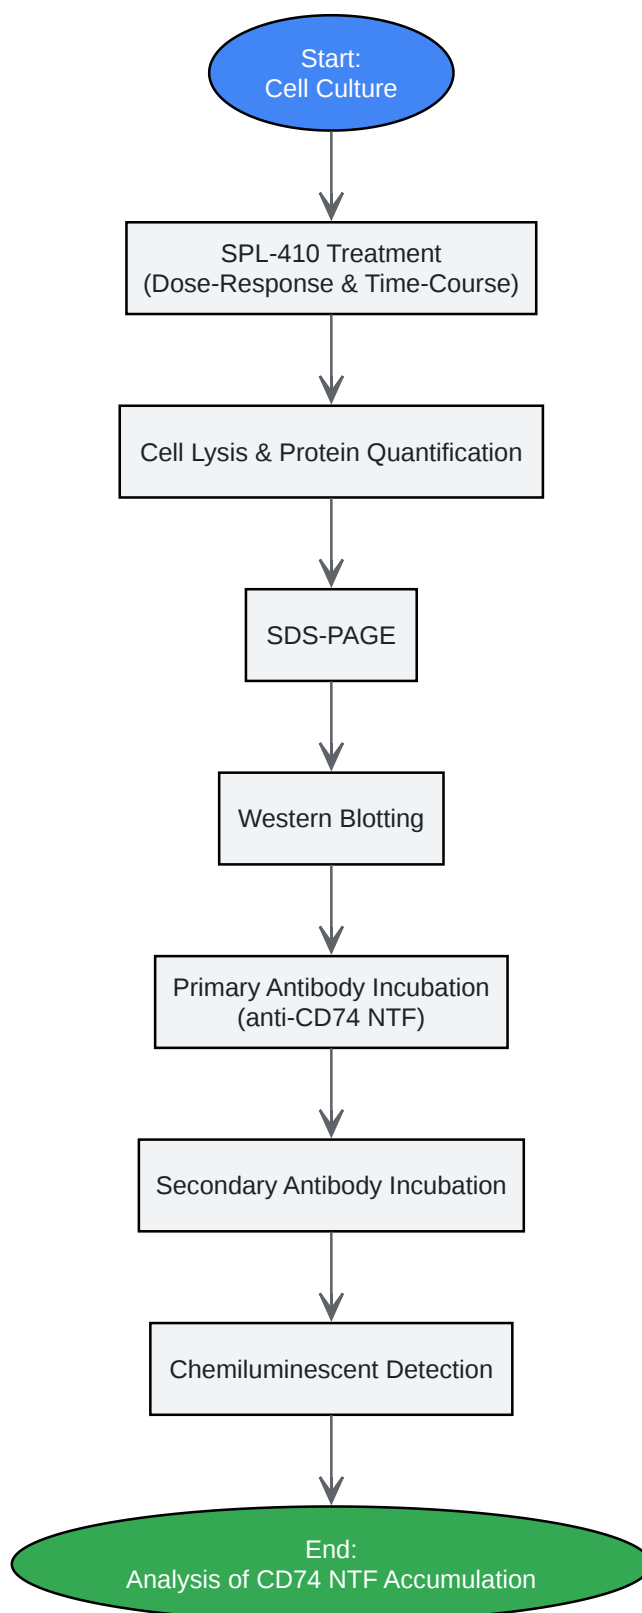 Start:
Cell Culture
SPL-410 Treatment
(Dose-Response & Time-Course)
Cell Lysis & Protein Quantification
SDS-PAGE
Western Blotting
Primary Antibody Incubation
(anti-CD74 NTF)
Secondary Antibody Incubation
Chemiluminescent Detection
End:
Analysis of CD74 NTF Accumulation